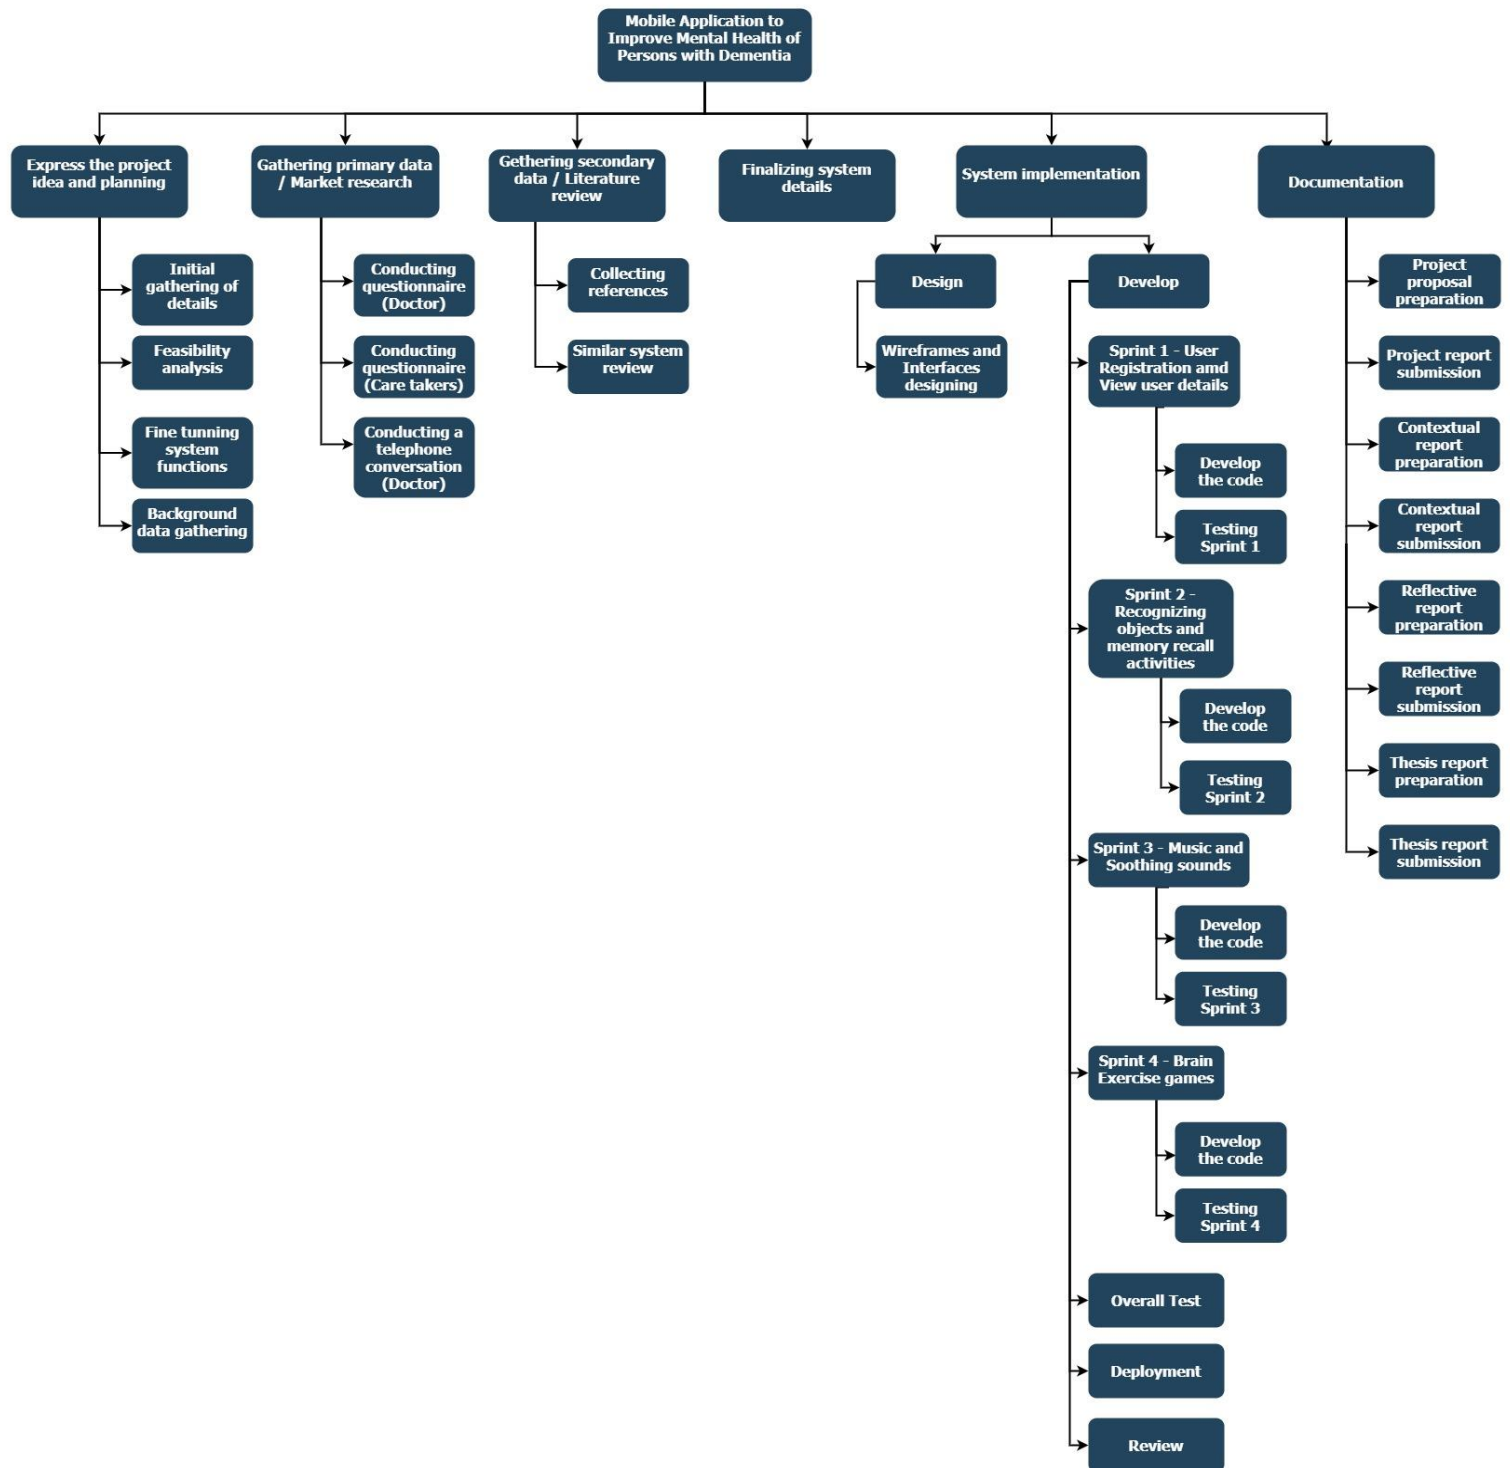 Mobile Application to
Improve Mental Health of
Persons with Dementia
Express the project
idea and planning
Initial
gathering of
details
Feasibility
analysis
Fine tunning
system
functions
Background
data gathering
Gathering primary data
/ Market research
Conducting
questionnaire
(Doctor)
Conducting
questionnaire
(Care takers)
Conducting a
telephone
conversation
(Doctor)
Gethering secondary
data / Literature
review
Collecting
references
Similar system
review
Finalizing system
details
System implementation
Design
Wireframes and
Interfaces
designing
Develop
Sprint 1 - User
Registration amd
View user details
Develop
the code
Testing
Sprint 1
Sprint 2 -
Recognizing
objects and
memory recall
activities
Develop
the code
Testing
Sprint 2
Sprint 3 - Music and
Soothing sounds
Develop
the code
Testing
Sprint 3
Sprint 4 - Brain
Exercise games
Develop
the code
Testing
Sprint 4
Overall Test
Deployment
Review
Documentation
Project
proposal
preparation
Project report
submission
Contextual
report
preparation
Contextual
report
submission
Reflective
report
preparation
Reflective
report
submission
Thesis report
preparation
Thesis report
submission